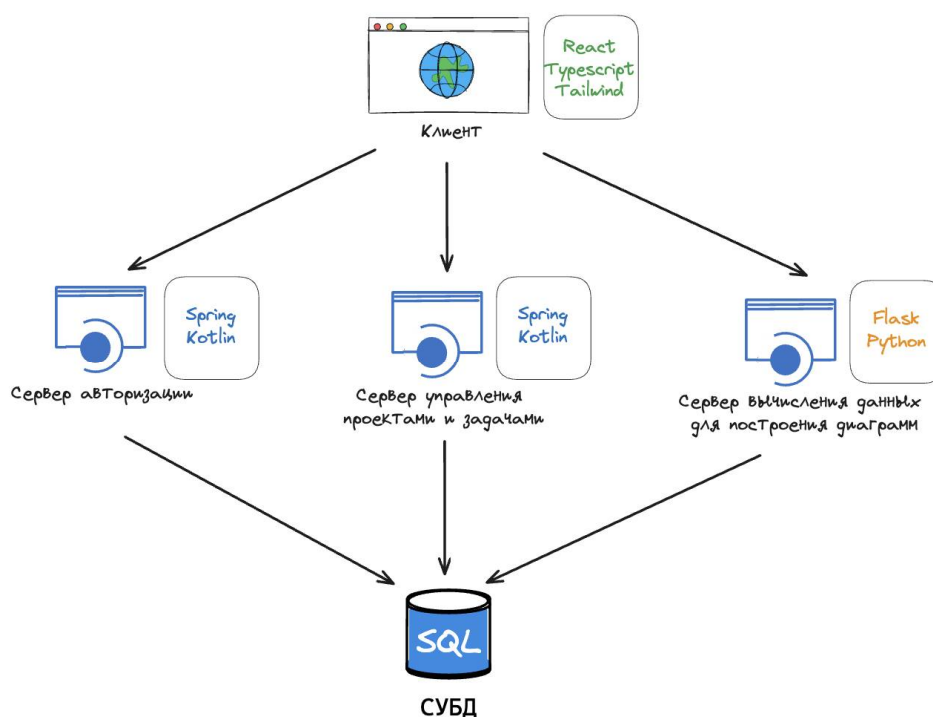 React
Typescript
Tailwind
Клиент
Spring
Kotlin
Сервер авторизации
Spring
Kotlin
Сервер управления
проектами и задачами
Flask
Python
Сервер вычисления данных
для построения диаграмм
SQL
СУБД